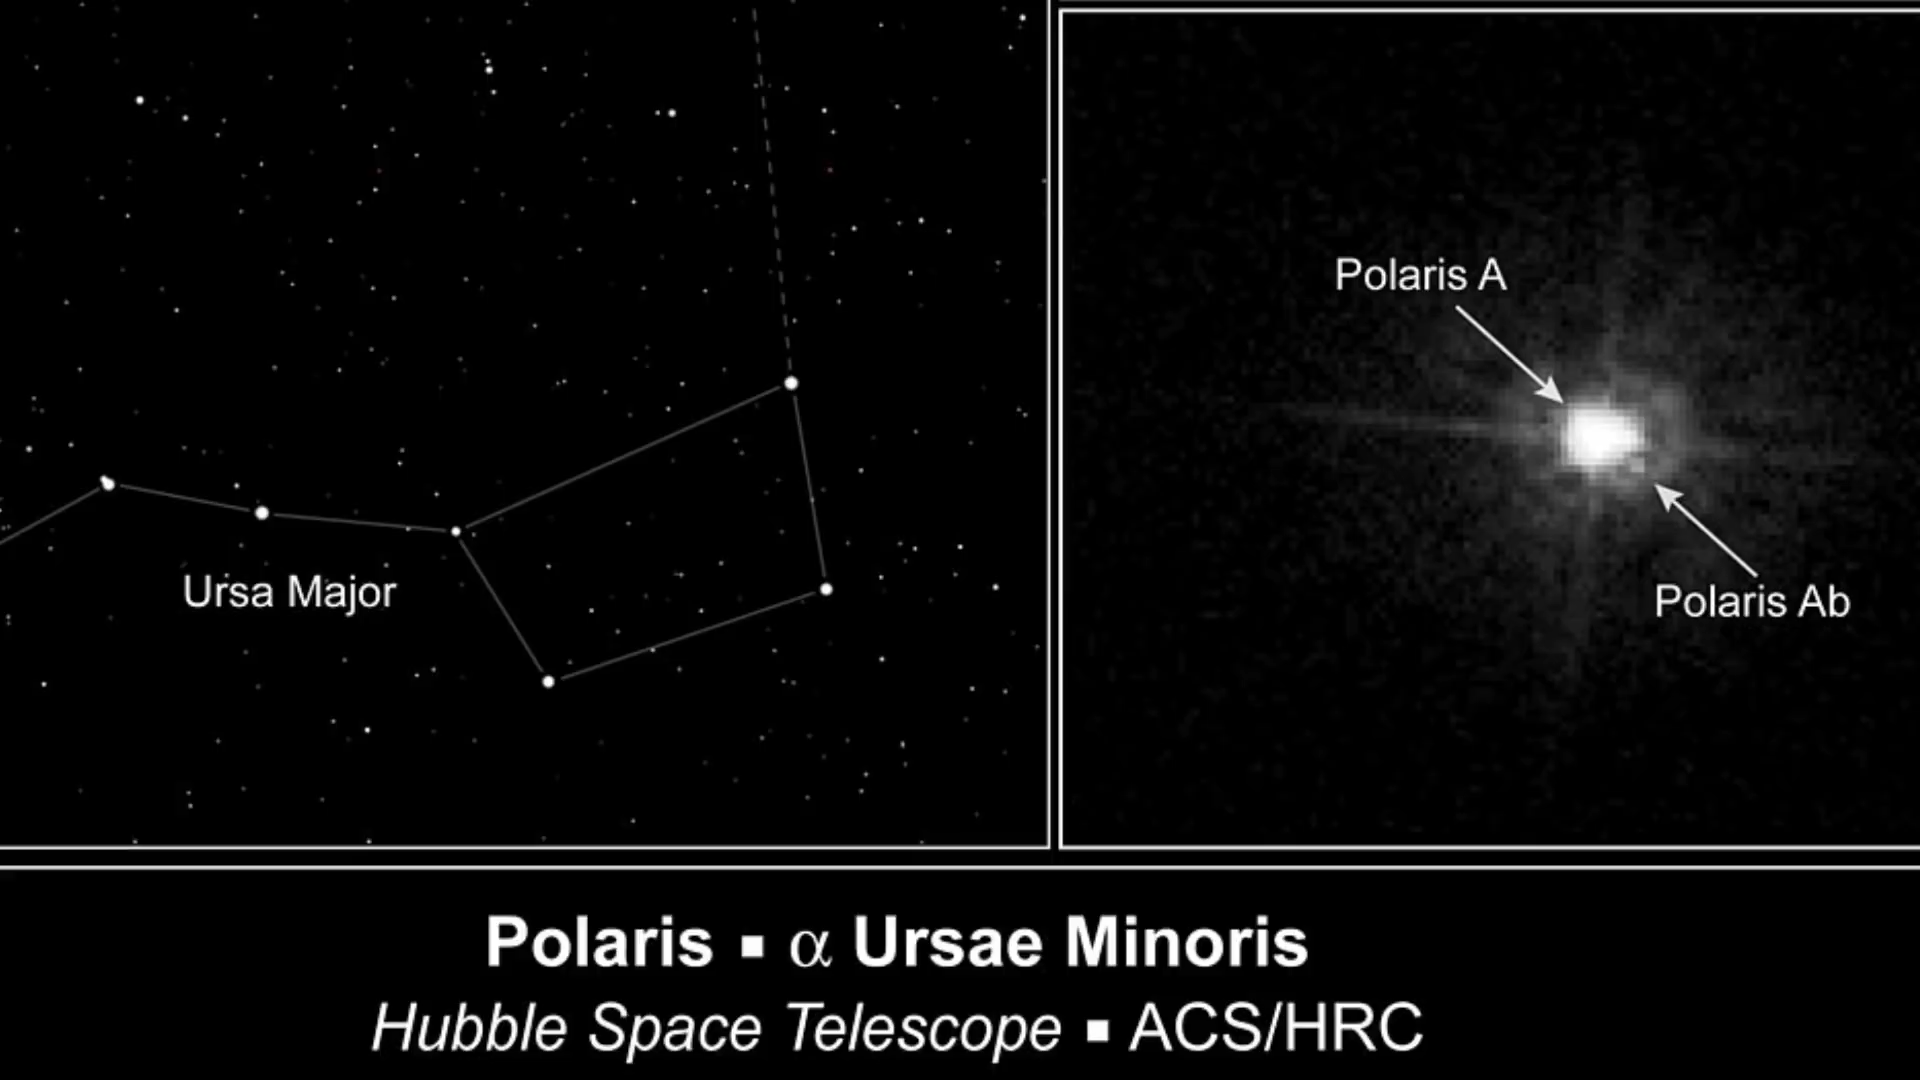 Ursa Major
Polaris A
Polaris Ab
Polaris ▪ α Ursae Minoris
Hubble Space Telescope ▪ ACS/HRC